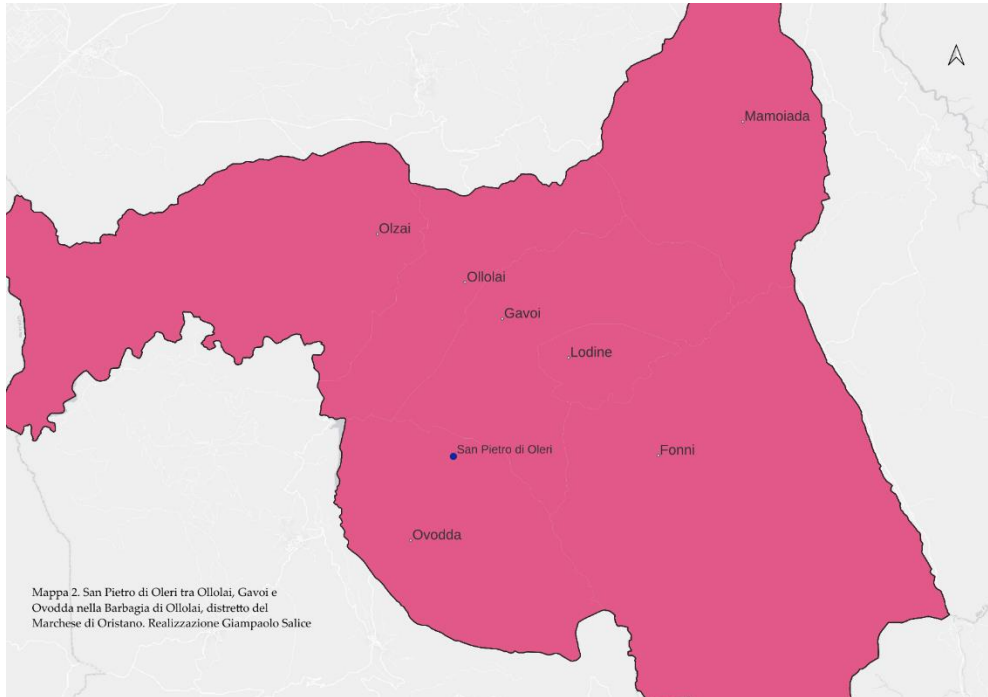 Mamoiada
Olzai
Ollolai
Gavoi
Lodine
San Pietro di Oleri
Fonni
Ovodda
Mappa 2. San Pietro di Oleri tra Ollolai, Gavoi e
Ovodda nella Barbagia di Ollolai, distretto del
Marchese di Oristano. Realizzazione Giampaolo Salice